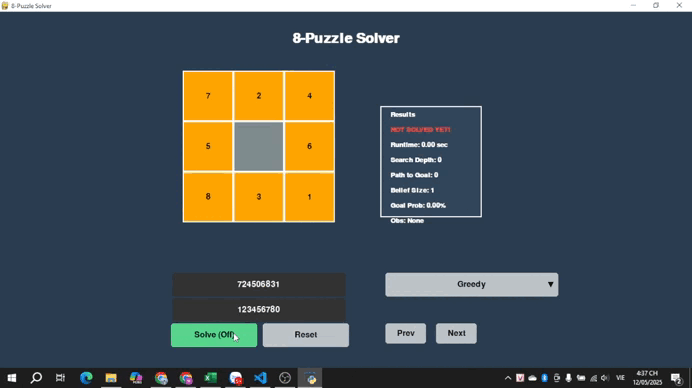 8-Puzzle Solver
8-Puzzle Solver
7 2 4
5 6
8 3 1
Results
NOT SOLVED YET!
Runtime: 0.00 sec
Search Depth: 0
Path to Goal: 0
Belief Size: 1
Goal Prob: 0.00%
Obs: None
724506831
123456780
Greedy
Solve (Off)
Reset
Prev
Next
VIE
4:37 CH
12/05/2025